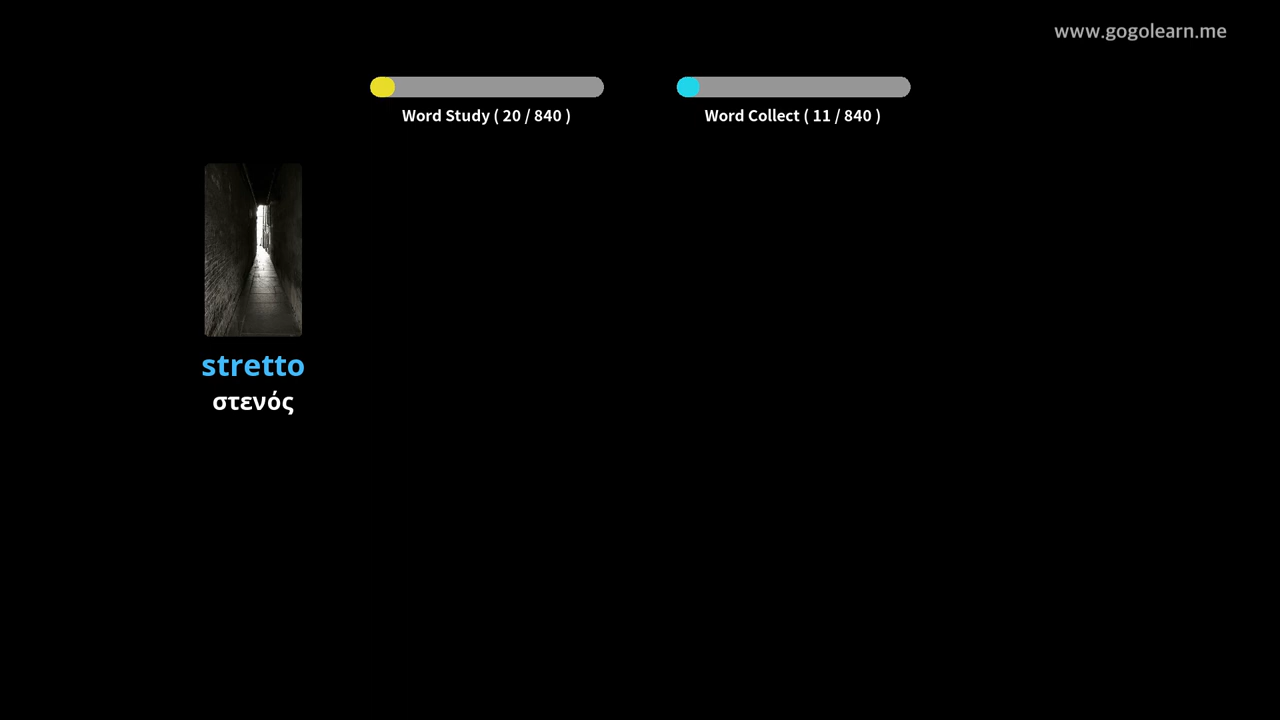 www.gogolearn.me
Word Study ( 20 / 840 )
Word Collect ( 11 / 840 )
stretto
στενός